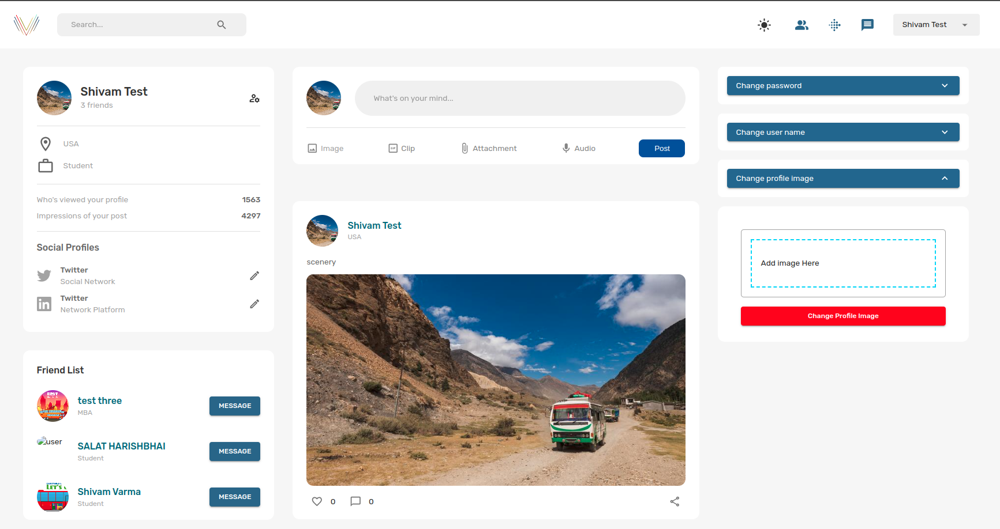 Search...
Shivam Test
Shivam Test
3 friends
USA
Student
Who's viewed your profile 1563
Impressions of your post 4297
Social Profiles
Twitter
Social Network
Twitter
Network Platform
Friend List
BEST
test three
MBA
MESSAGE
user
SALAT HARISHBHAI
Student
MESSAGE
LET'S
Shivam Varma
Student
MESSAGE
What's on your mind...
Image
GIF
Clip
Attachment
Audio
Post
Shivam Test
USA
scenery
0
0
Change password
Change user name
Change profile image
Add image Here
Change Profile Image